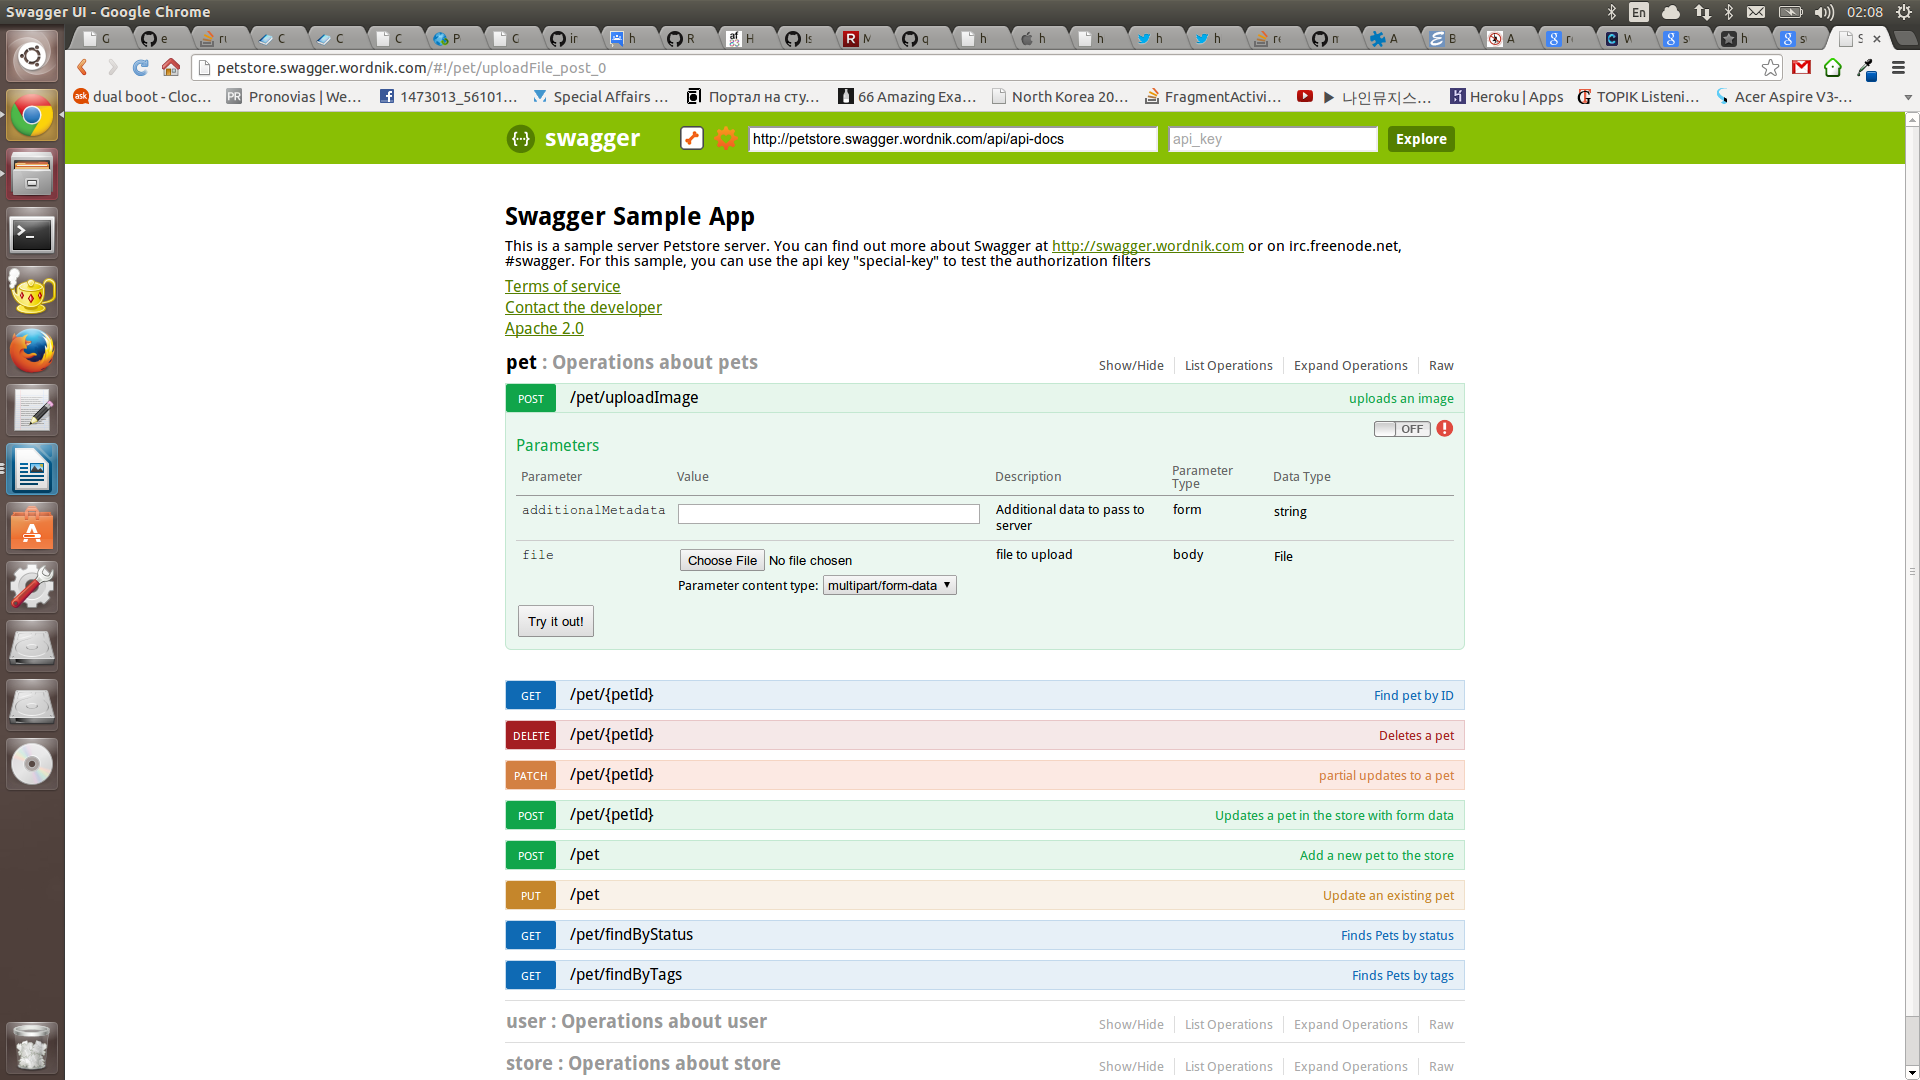 Swagger UI - Google Chrome
En
02:08
petstore.swagger.wordnik.com/#!/pet/uploadFile_post_0
dual boot - Cloc...
Pronovias | We...
1473013_56101...
Special Affairs ...
Портал на сту...
66 Amazing Exa...
North Korea 20...
FragmentActivi...
▶ 나인뮤지스...
Heroku | Apps
TOPIK Listeni...
Acer Aspire V3-...
swagger
http://petstore.swagger.wordnik.com/api/api-docs
api_key
Explore
Swagger Sample App
This is a sample server Petstore server. You can find out more about Swagger at http://swagger.wordnik.com or on irc.freenode.net,
#swagger. For this sample, you can use the api key "special-key" to test the authorization filters
Terms of service
Contact the developer
Apache 2.0
pet : Operations about pets
Show/Hide
List Operations
Expand Operations
Raw
POST /pet/uploadImage uploads an image
OFF
Parameters
Parameter Value Description Parameter Type Data Type
additionalMetadata Additional data to pass to server form string
file Choose File No file chosen file to upload body File
Parameter content type: multipart/form-data
Try it out!
GET /pet/{petId} Find pet by ID
DELETE /pet/{petId} Deletes a pet
PATCH /pet/{petId} partial updates to a pet
POST /pet/{petId} Updates a pet in the store with form data
POST /pet Add a new pet to the store
PUT /pet Update an existing pet
GET /pet/findByStatus Finds Pets by status
GET /pet/findByTags Finds Pets by tags
user : Operations about user
Show/Hide
List Operations
Expand Operations
Raw
store : Operations about store
Show/Hide
List Operations
Expand Operations
Raw